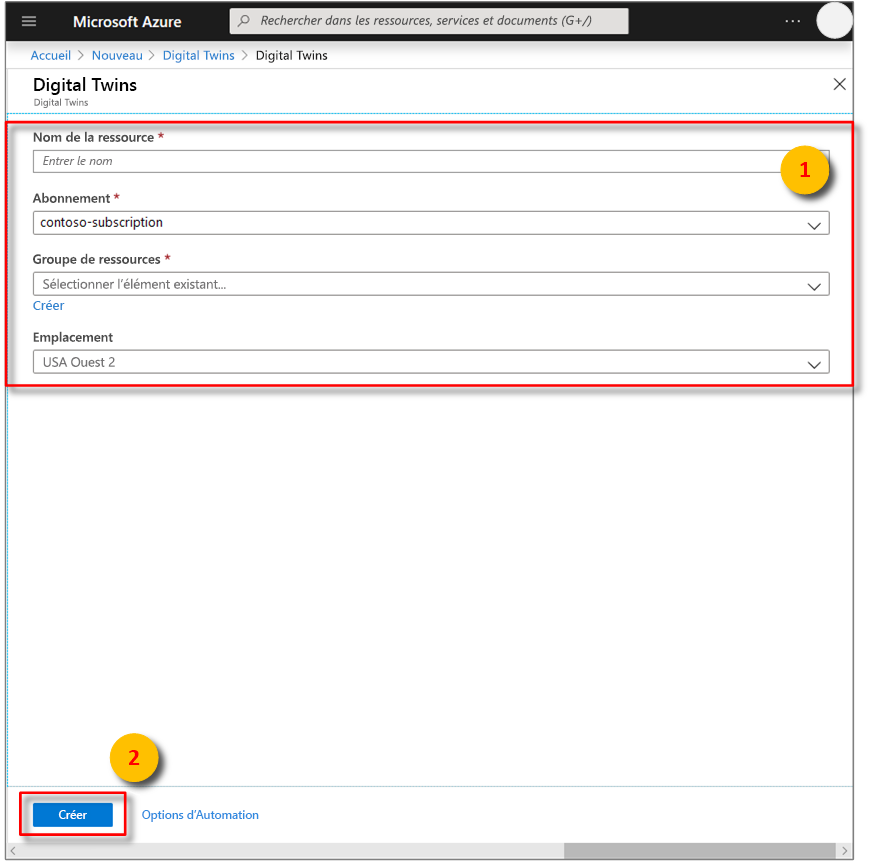 Microsoft Azure Rechercher dans les ressources, services et documents (G+/) ...
Accueil > Nouveau > Digital Twins > Digital Twins
Digital Twins
Digital Twins
Nom de la ressource *
Entrer le nom
1
Abonnement *
contoso-subscription
Groupe de ressources *
Sélectionner l'élément existant...
Créer
Emplacement
USA Ouest 2
2
Créer Options d'Automation